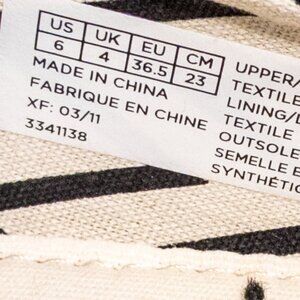 US UK EU CM
6 4 36.5 23
MADE IN CHINA
FABRIQUE EN CHINE
XF: 03/11
3341138
UPPER/
TEXTILE
LINING/
TEXTILE
OUTSOLE
SEMELLE E
SYNTHÉTIC